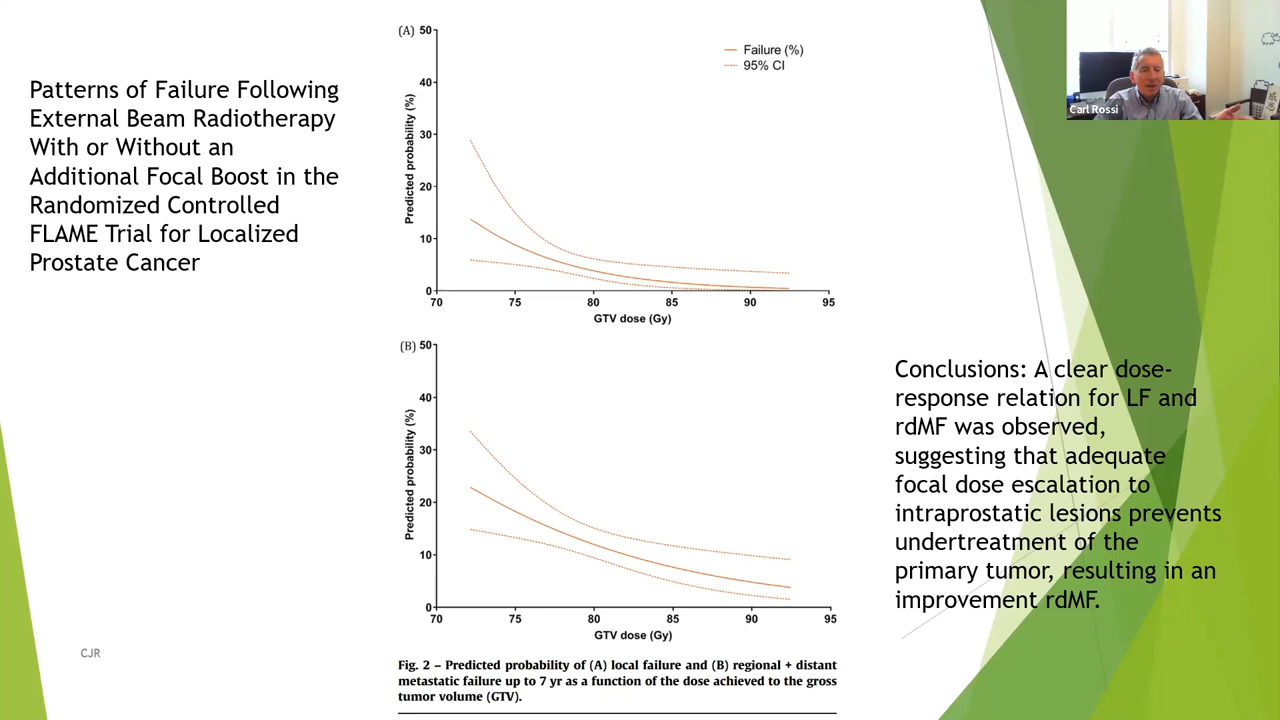 Patterns of Failure Following
External Beam Radiotherapy
With or Without an
Additional Focal Boost in the
Randomized Controlled
FLAME Trial for Localized
Prostate Cancer
CJR
(A)
50
40
30
20
10
0
Predicted probability (%)
Failure (%)
95% CI
70 75 80 85 90 95
GTV dose (Gy)
(B)
50
40
30
20
10
0
Predicted probability (%)
70 75 80 85 90 95
GTV dose (Gy)
Fig. 2 – Predicted probability of (A) local failure and (B) regional + distant
metastatic failure up to 7 yr as a function of the dose achieved to the gross
tumor volume (GTV).
Carl Rossi
Conclusions: A clear dose-
response relation for LF and
rdMF was observed,
suggesting that adequate
focal dose escalation to
intraprostatic lesions prevents
undertreatment of the
primary tumor, resulting in an
improvement rdMF.